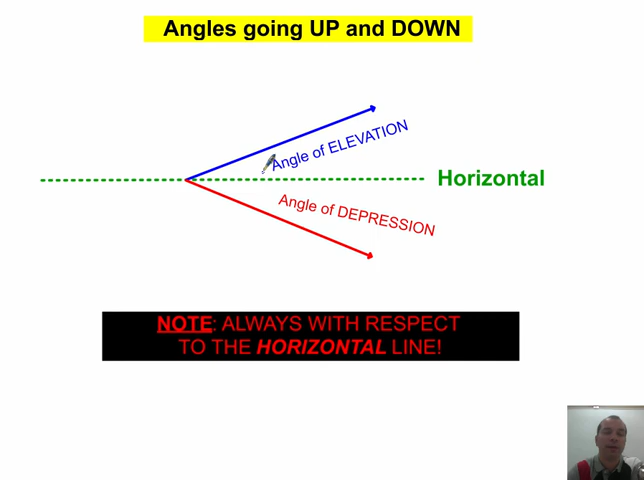 Angles going UP and DOWN
Angle of ELEVATION
Horizontal
Angle of DEPRESSION
NOTE: ALWAYS WITH RESPECT
TO THE HORIZONTAL LINE!